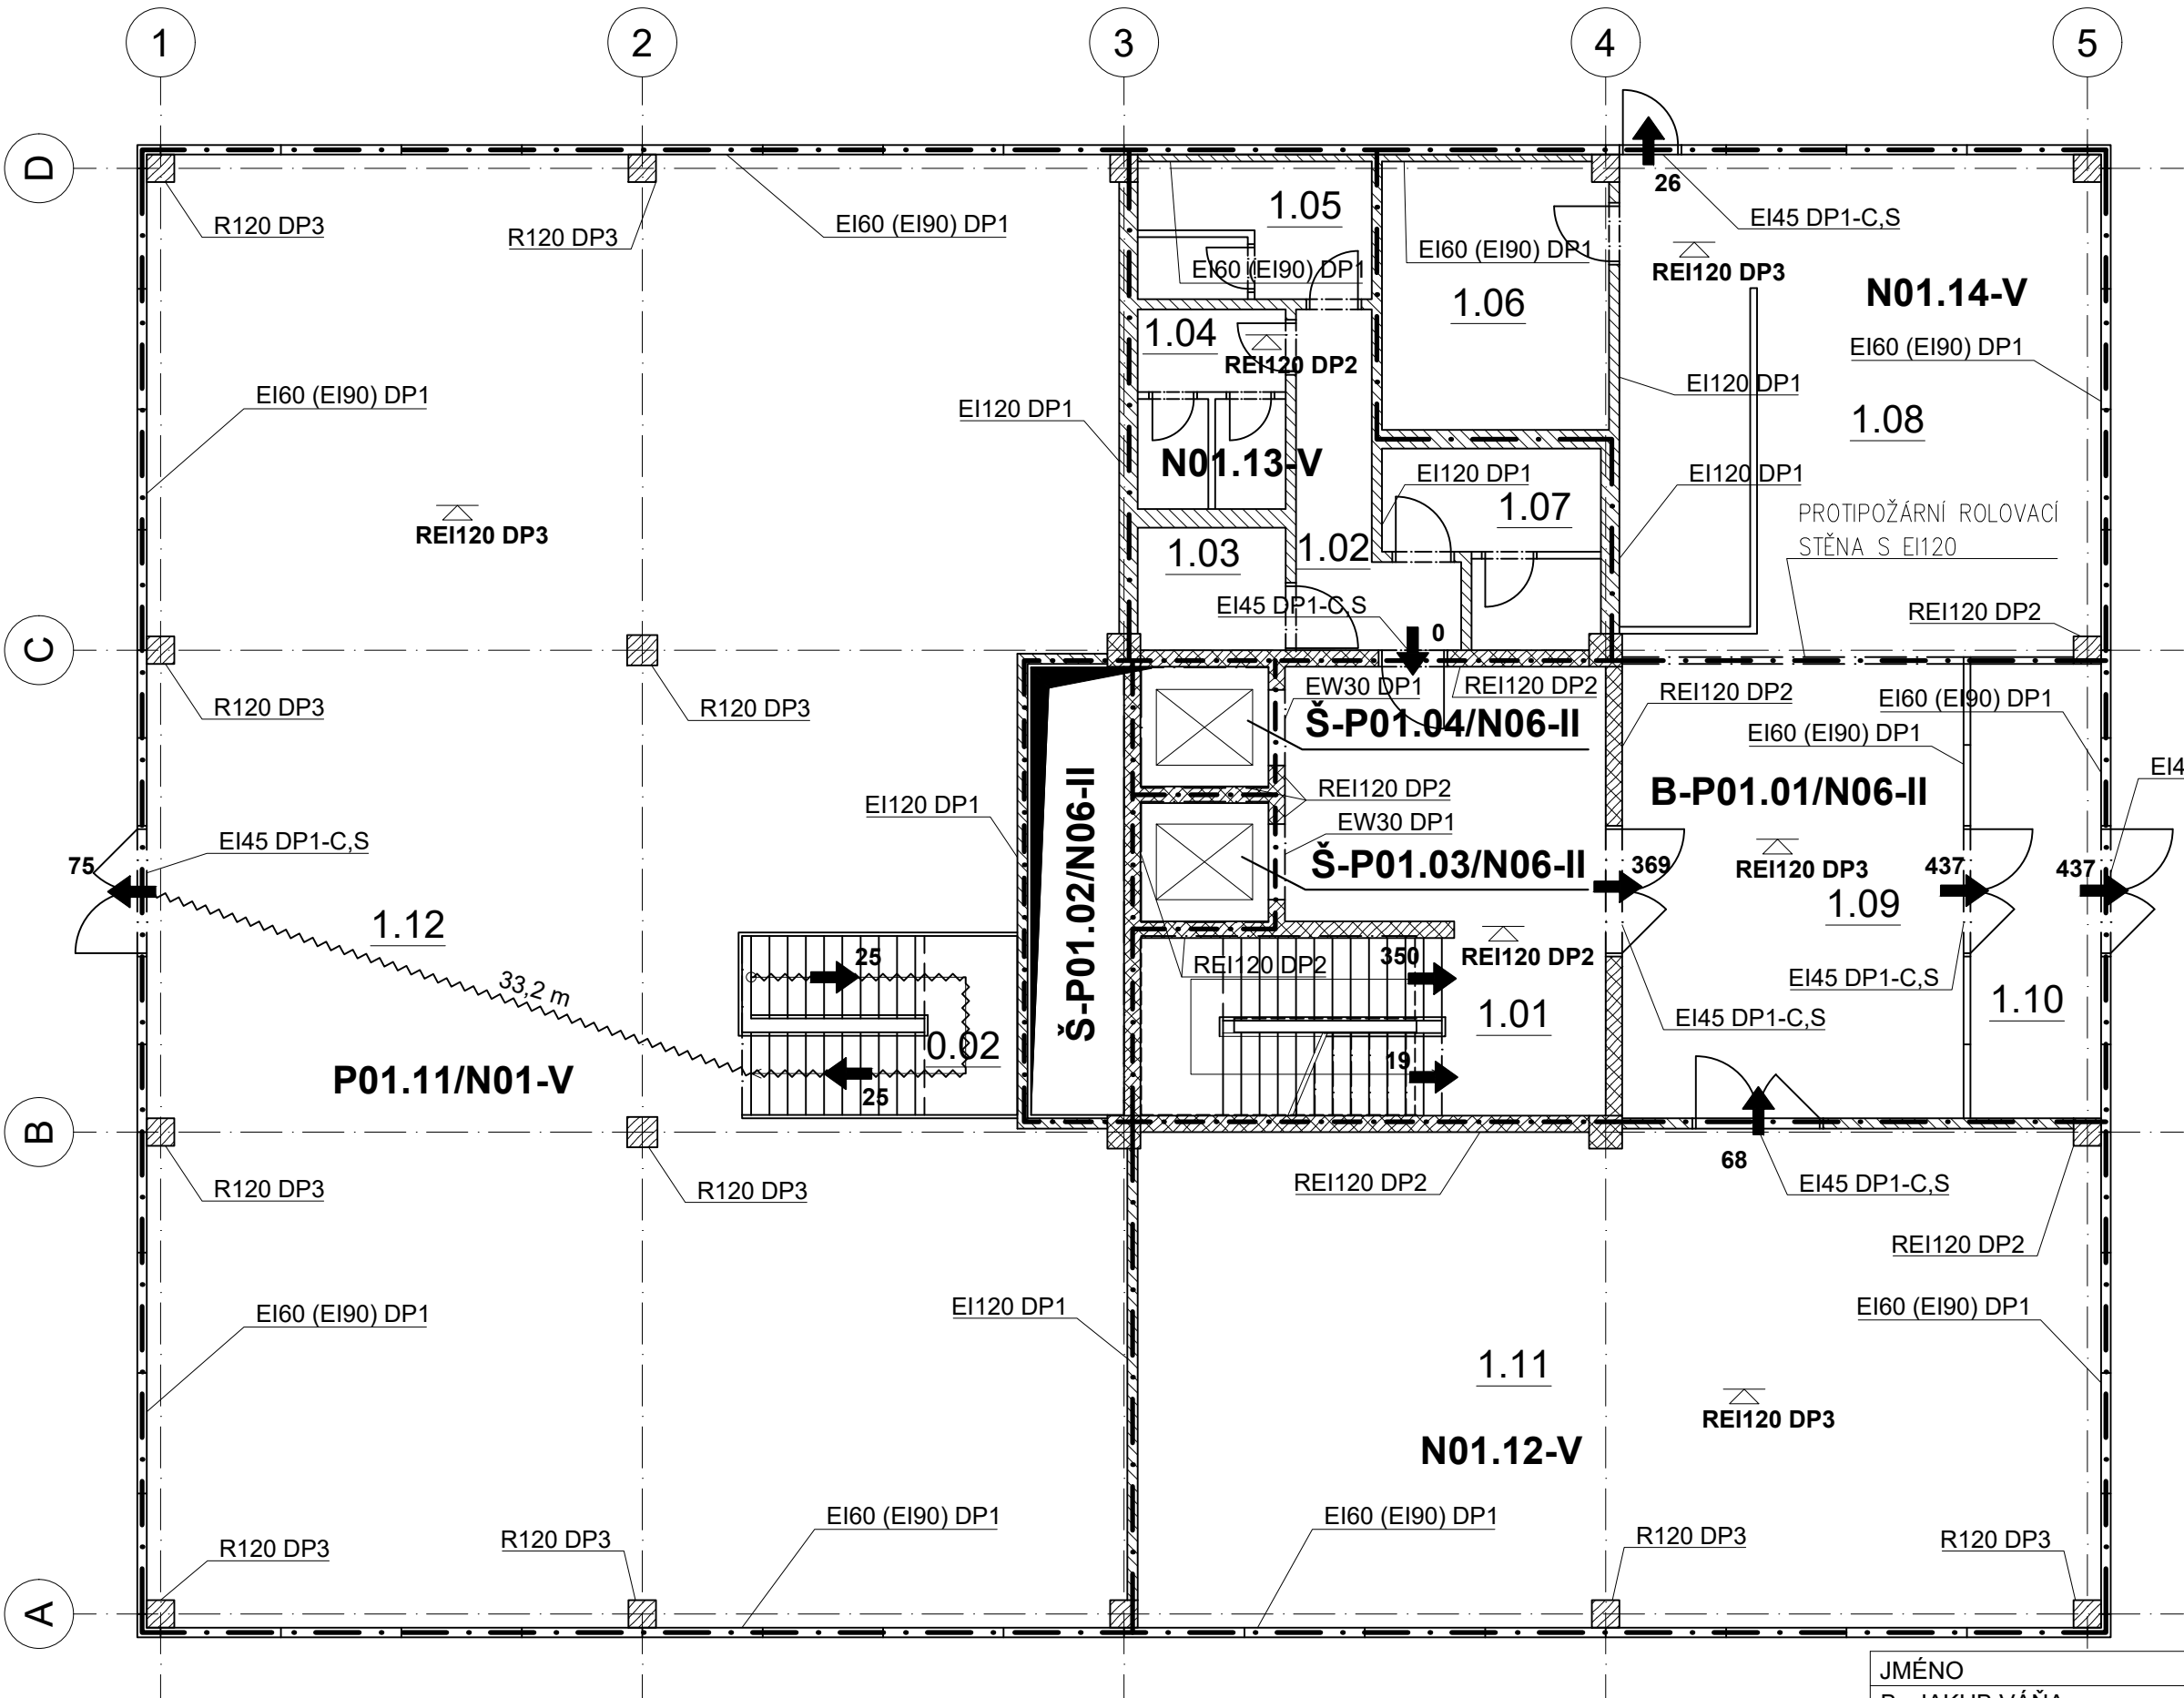 1
2
3
4
5
D
26
1.05
R120 DP3
R120 DP3
EI60 (EI90) DP1
EI45 DP1-C,S
EI60 (EI90) DP1
REI120 DP3
EI60 (EI90) DP1
N01.14-V
1.06
1.04
EI60 (EI90) DP1
REI120 DP2
EI120 DP1
EI60 (EI90) DP1
EI120 DP1
1.08
N01.13-V
EI120 DP1
EI120 DP1
1.07
PROTIPOŽÁRNÍ ROLOVACÍ
STĚNA S EI120
REI120 DP3
1.03
1.02
EI45 DP1-C,S
REI120 DP2
C
0
EW30 DP1
REI120 DP2
REI120 DP2
EI60 (EI90) DP1
R120 DP3
R120 DP3
Š-P01.04/N06-II
EI60 (EI90) DP1
EI4
REI120 DP2
B-P01.01/N06-II
EI120 DP1
Š-P01.02/N06-II
EW30 DP1
EI45 DP1-C,S
75
Š-P01.03/N06-II
369
REI120 DP3
437
437
1.09
1.12
25
350
REI120 DP2
REI120 DP2
33,2 m
EI45 DP1-C,S
1.10
1.01
EI45 DP1-C,S
0.02
19
P01.11/N01-V
25
B
68
R120 DP3
R120 DP3
REI120 DP2
EI45 DP1-C,S
REI120 DP2
EI60 (EI90) DP1
EI120 DP1
EI60 (EI90) DP1
1.11
REI120 DP3
N01.12-V
EI60 (EI90) DP1
EI60 (EI90) DP1
R120 DP3
R120 DP3
R120 DP3
R120 DP3
A
JMÉNO